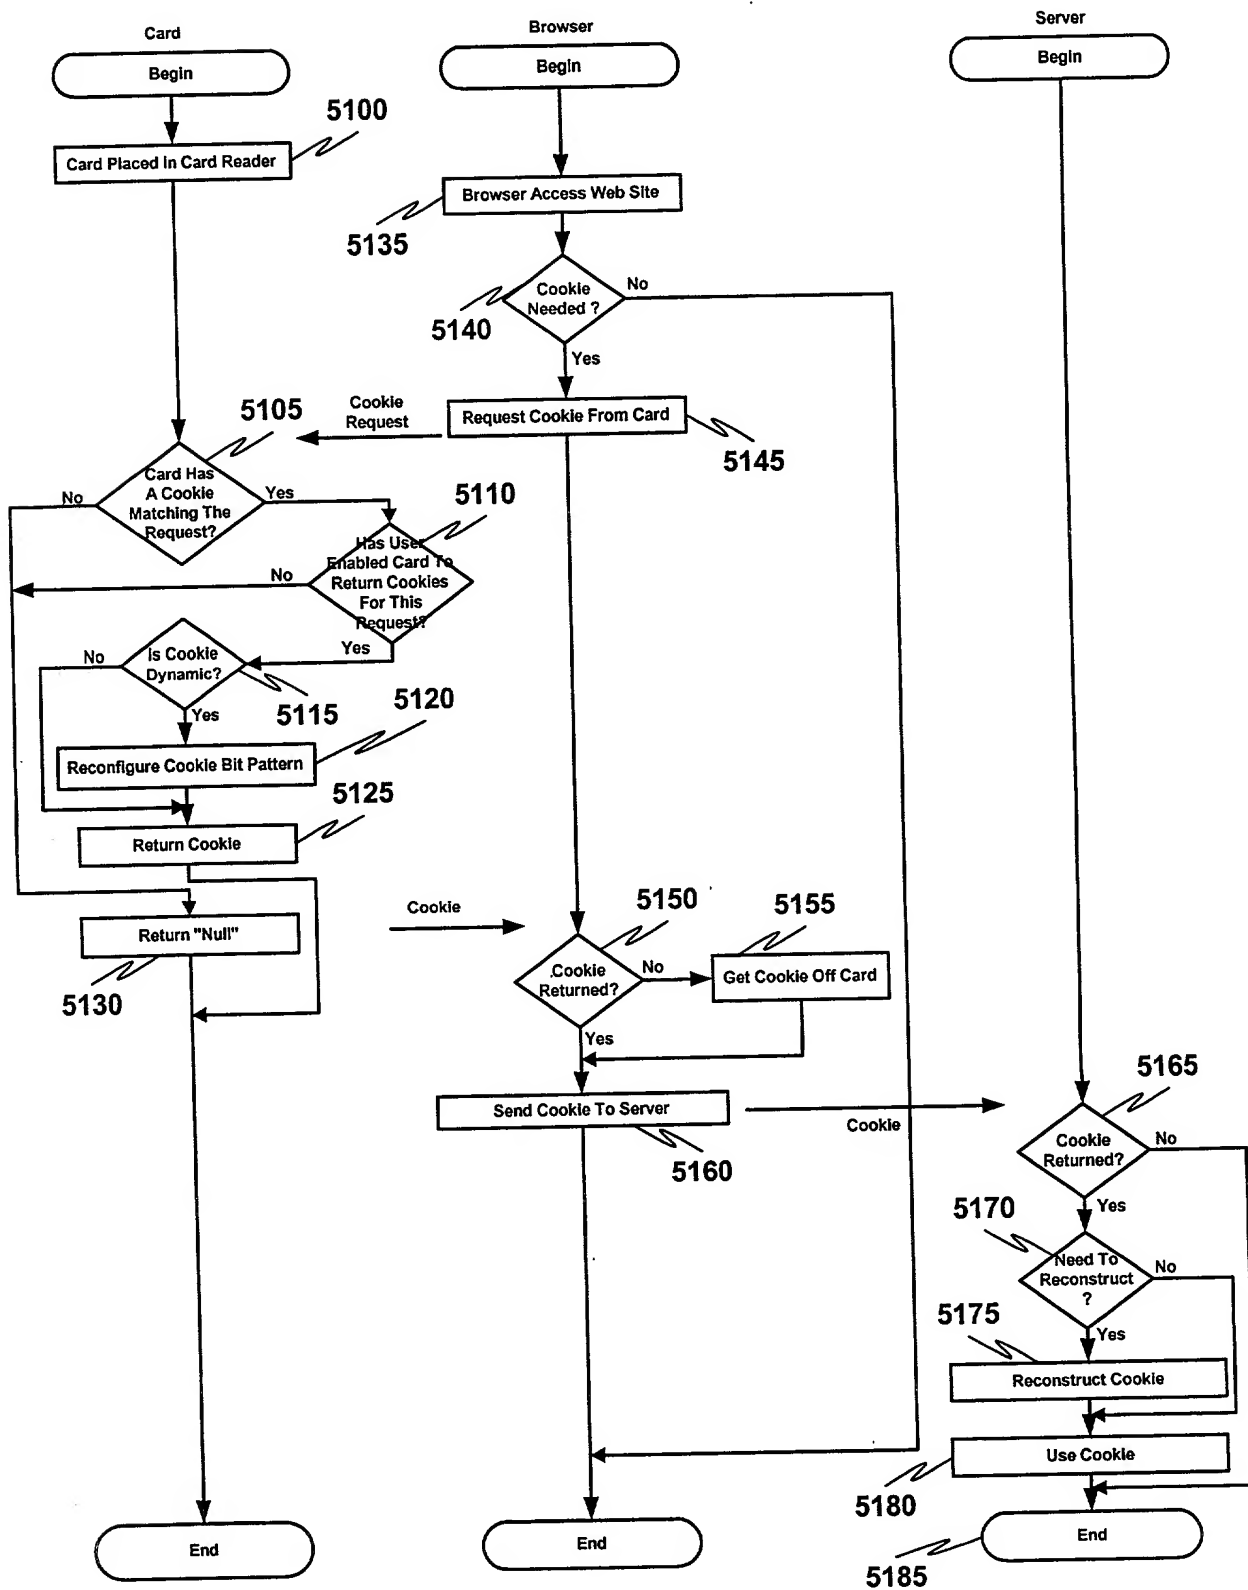 Card
Begin
5100
Card Placed In Card Reader
5105
Card Has
A Cookie
Matching The
Request?
No
Yes
5110
Has User
Enabled Card To
Return Cookies
For This
Request?
No
Yes
Is Cookie
Dynamic?
No
5115
Yes
5120
Reconfigure Cookie Bit Pattern
5125
Return Cookie
Return "Null"
5130
End
Browser
Begin
Browser Access Web Site
5135
Cookie
Needed ?
No
5140
Yes
Cookie
Request
Request Cookie From Card
5145
Cookie
5150
Cookie
Returned?
No
5155
Get Cookie Off Card
Yes
Send Cookie To Server
5160
Cookie
End
Server
Begin
5165
Cookie
Returned?
No
Yes
5170
Need To
Reconstruct
?
No
5175
Yes
Reconstruct Cookie
Use Cookie
5180
End
5185